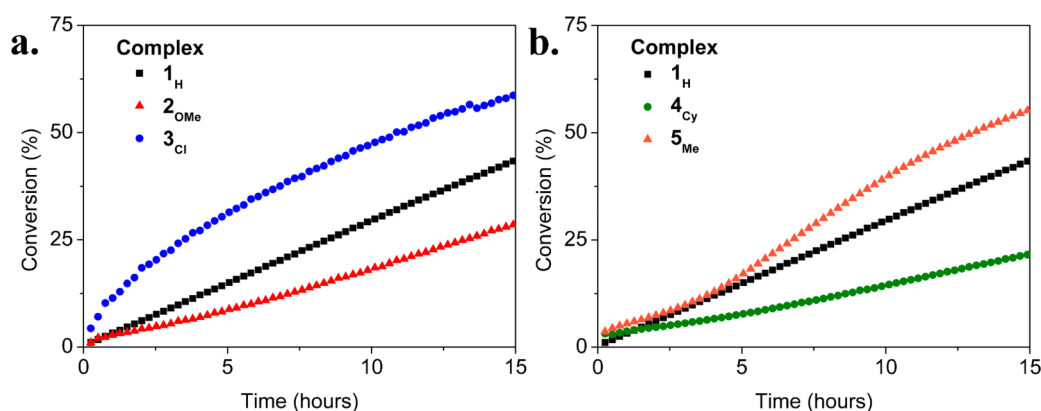 a.
Complex
1H
2OMe
3Cl
75
50
25
0
0
5
10
15
Conversion (%)
Time (hours)
b.
Complex
1H
4Cy
5Me
75
50
25
0
0
5
10
15
Conversion (%)
Time (hours)